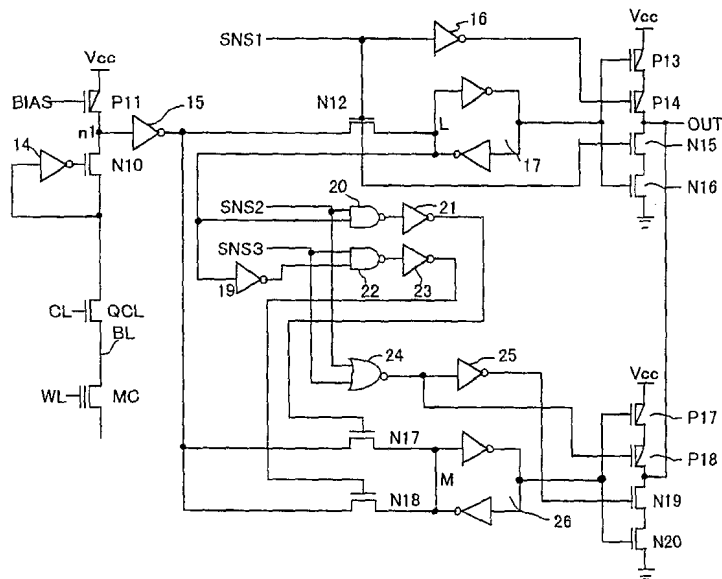 SNS1
16
Vcc
P13
Vcc
15
BIAS
P11
N12
P14
n1
L
OUT
14
17
N15
N10
20
N16
SNS2
21
SNS3
19
22
23
CL
QCL
BL
24
25
Vcc
WL
MC
P17
N17
P18
M
N18
26
N19
N20